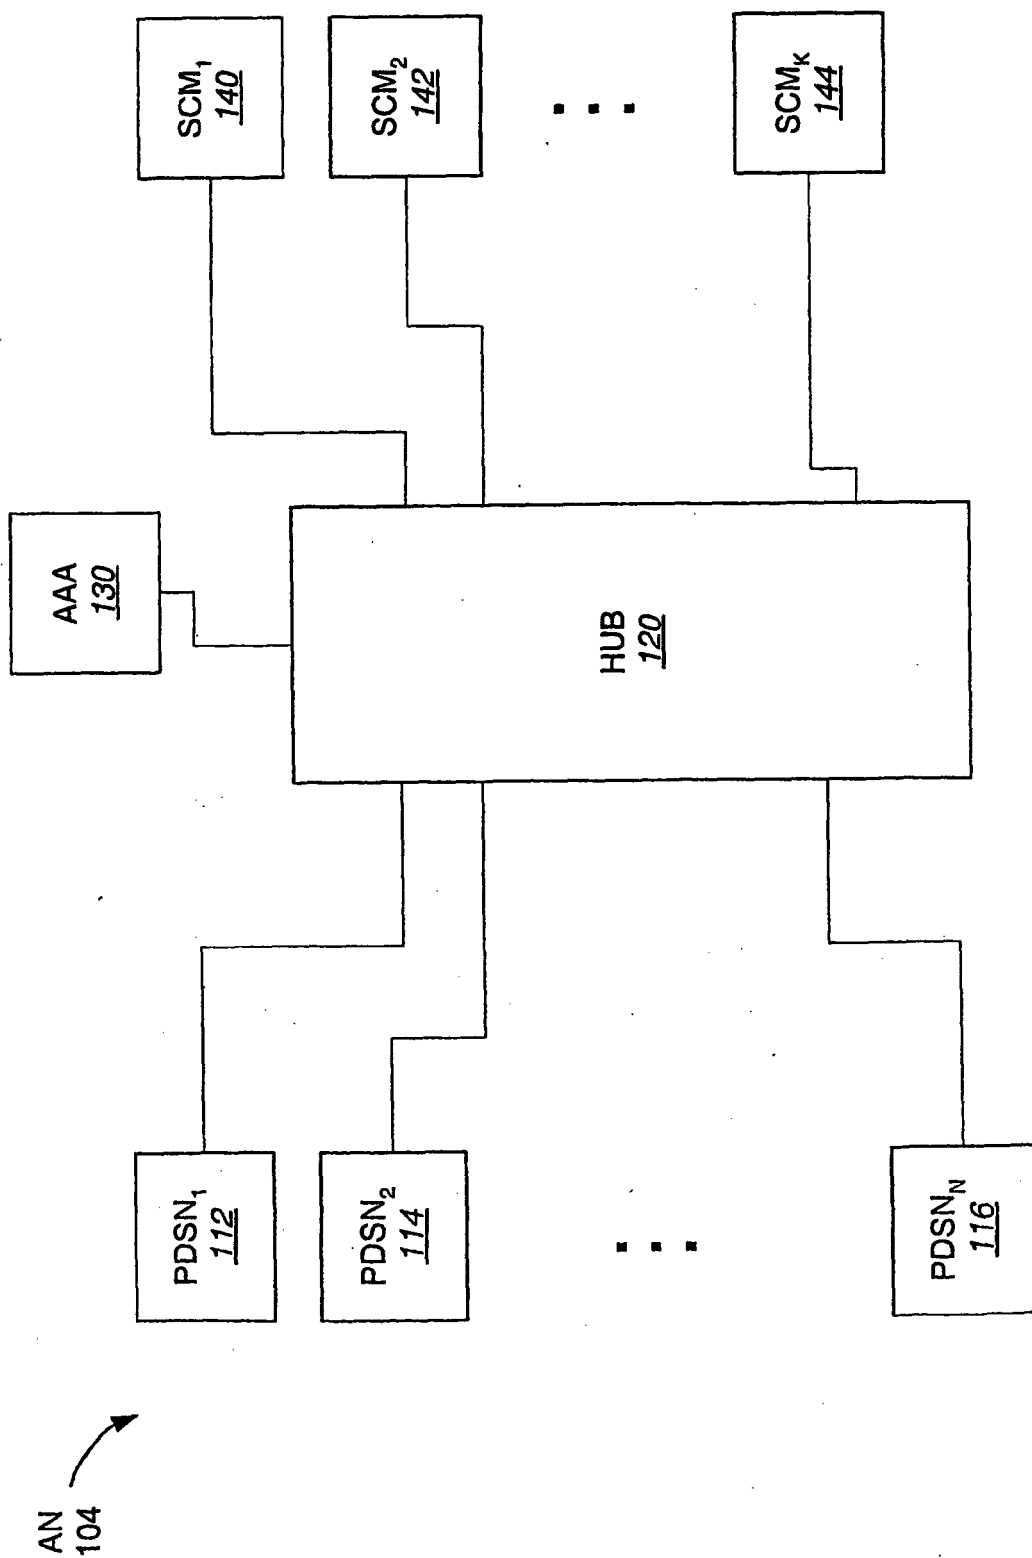 AN
104
PDSN1
112
PDSN2
114
PDSNN
116
AAA
130
HUB
120
SCM1
140
SCM2
142
SCMK
144